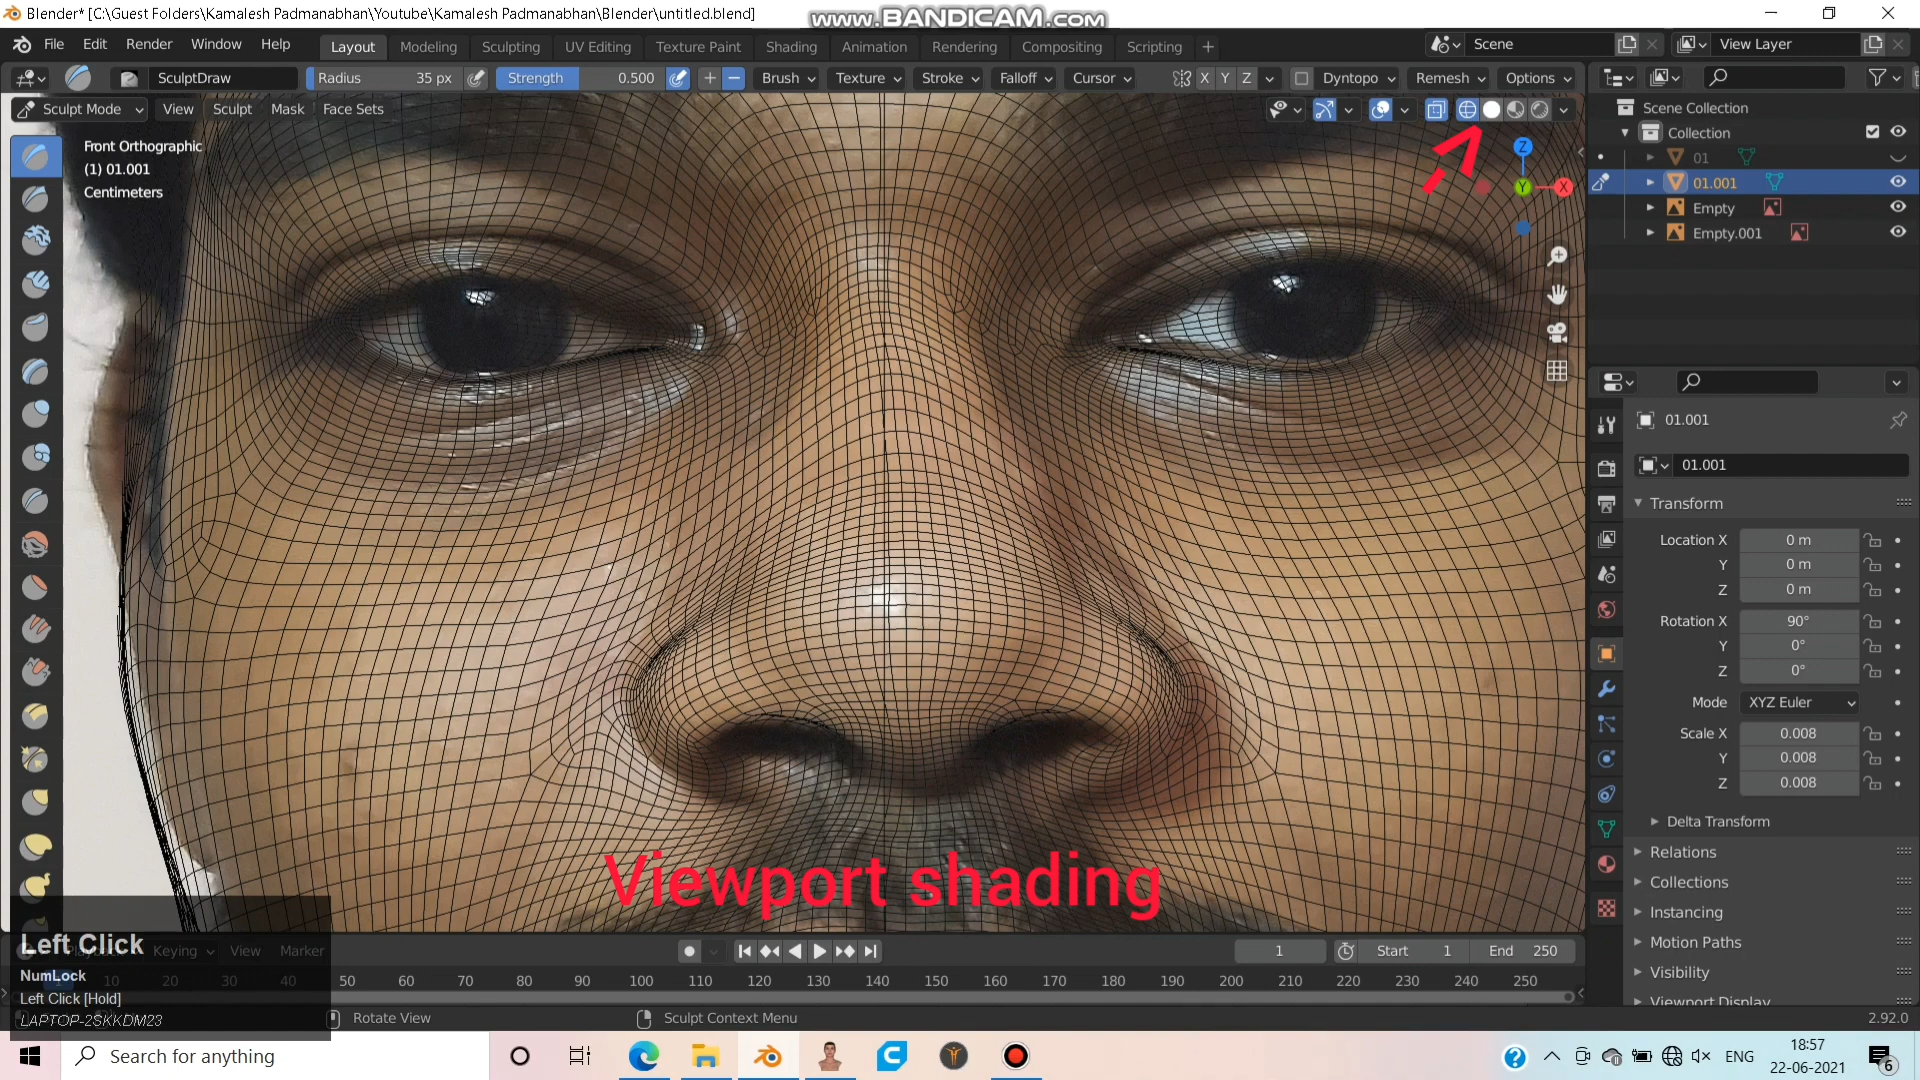 Blender* [C:\Guest Folders\Kamalesh Padmanabhan\Youtube\Kamalesh Padmanabhan\Blender\untitled.blend]
www.BANDICAM.com
File Edit Render Window Help Layout Modeling Sculpting UV Editing Texture Paint Shading Animation Rendering Compositing Scripting + Scene View Layer
SculptDraw Radius 35 px Strength 0.500 Brush Texture Stroke Falloff Cursor X Y Z Dyntopo Remesh Options
Sculpt Mode View Sculpt Mask Face Sets
Front Orthographic
(1) 01.001
Centimeters
Z
Y
X
Scene Collection
Collection
01
01.001
Empty
Empty.001
01.001
01.001
Transform
Location X 0 m
Y 0 m
Z 0 m
Rotation X 90°
Y 0°
Z 0°
Mode XYZ Euler
Scale X 0.008
Y 0.008
Z 0.008
Delta Transform
Relations
Collections
Instancing
Motion Paths
Visibility
Viewport Display
Viewport shading
Left Click
Playback Keying View Marker 1 Start 1 End 250
NumLock
1 10 20 30 40 50 60 70 80 90 100 110 120 130 140 150 160 170 180 190 200 210 220 230 240 250
Left Click [Hold]
LAPTOP-2SKKDM23
Rotate View Sculpt Context Menu 2.92.0
Search for anything
ENG
18:57
22-06-2021
6